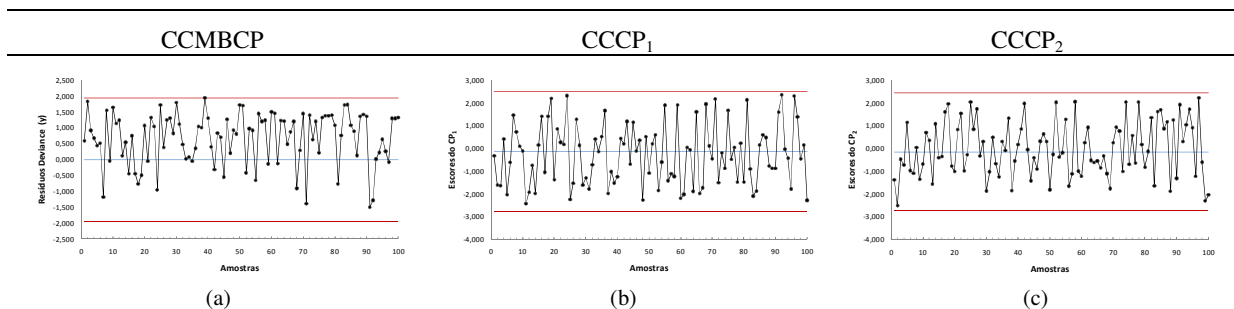 CCMBCP CCCP₁ CCCP₂
Resíduos Deviance (y)
2,500
2,000
1,500
1,000
0,500
0,000
-0,500
-1,000
-1,500
-2,000
-2,500
0 10 20 30 40 50 60 70 80 90 100
Amostras
(a)
Escores do CP₁
3,000
2,000
1,000
0,000
-1,000
-2,000
-3,000
-4,000
0 10 20 30 40 50 60 70 80 90 100
Amostras
(b)
Escores do CP₂
3,000
2,000
1,000
0,000
-1,000
-2,000
-3,000
-4,000
0 10 20 30 40 50 60 70 80 90 100
Amostras
(c)